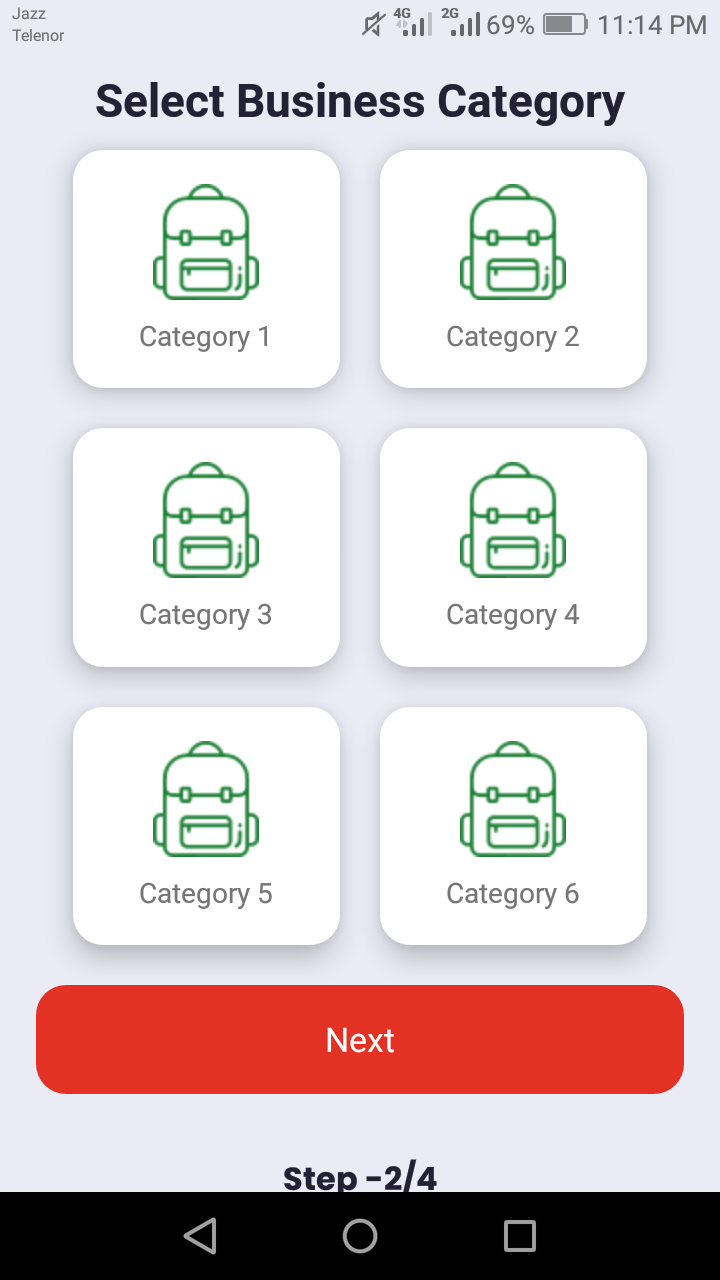 Jazz
Telenor
4G 2G 69% 11:14 PM
Select Business Category
Category 1
Category 2
Category 3
Category 4
Category 5
Category 6
Next
Step -2/4